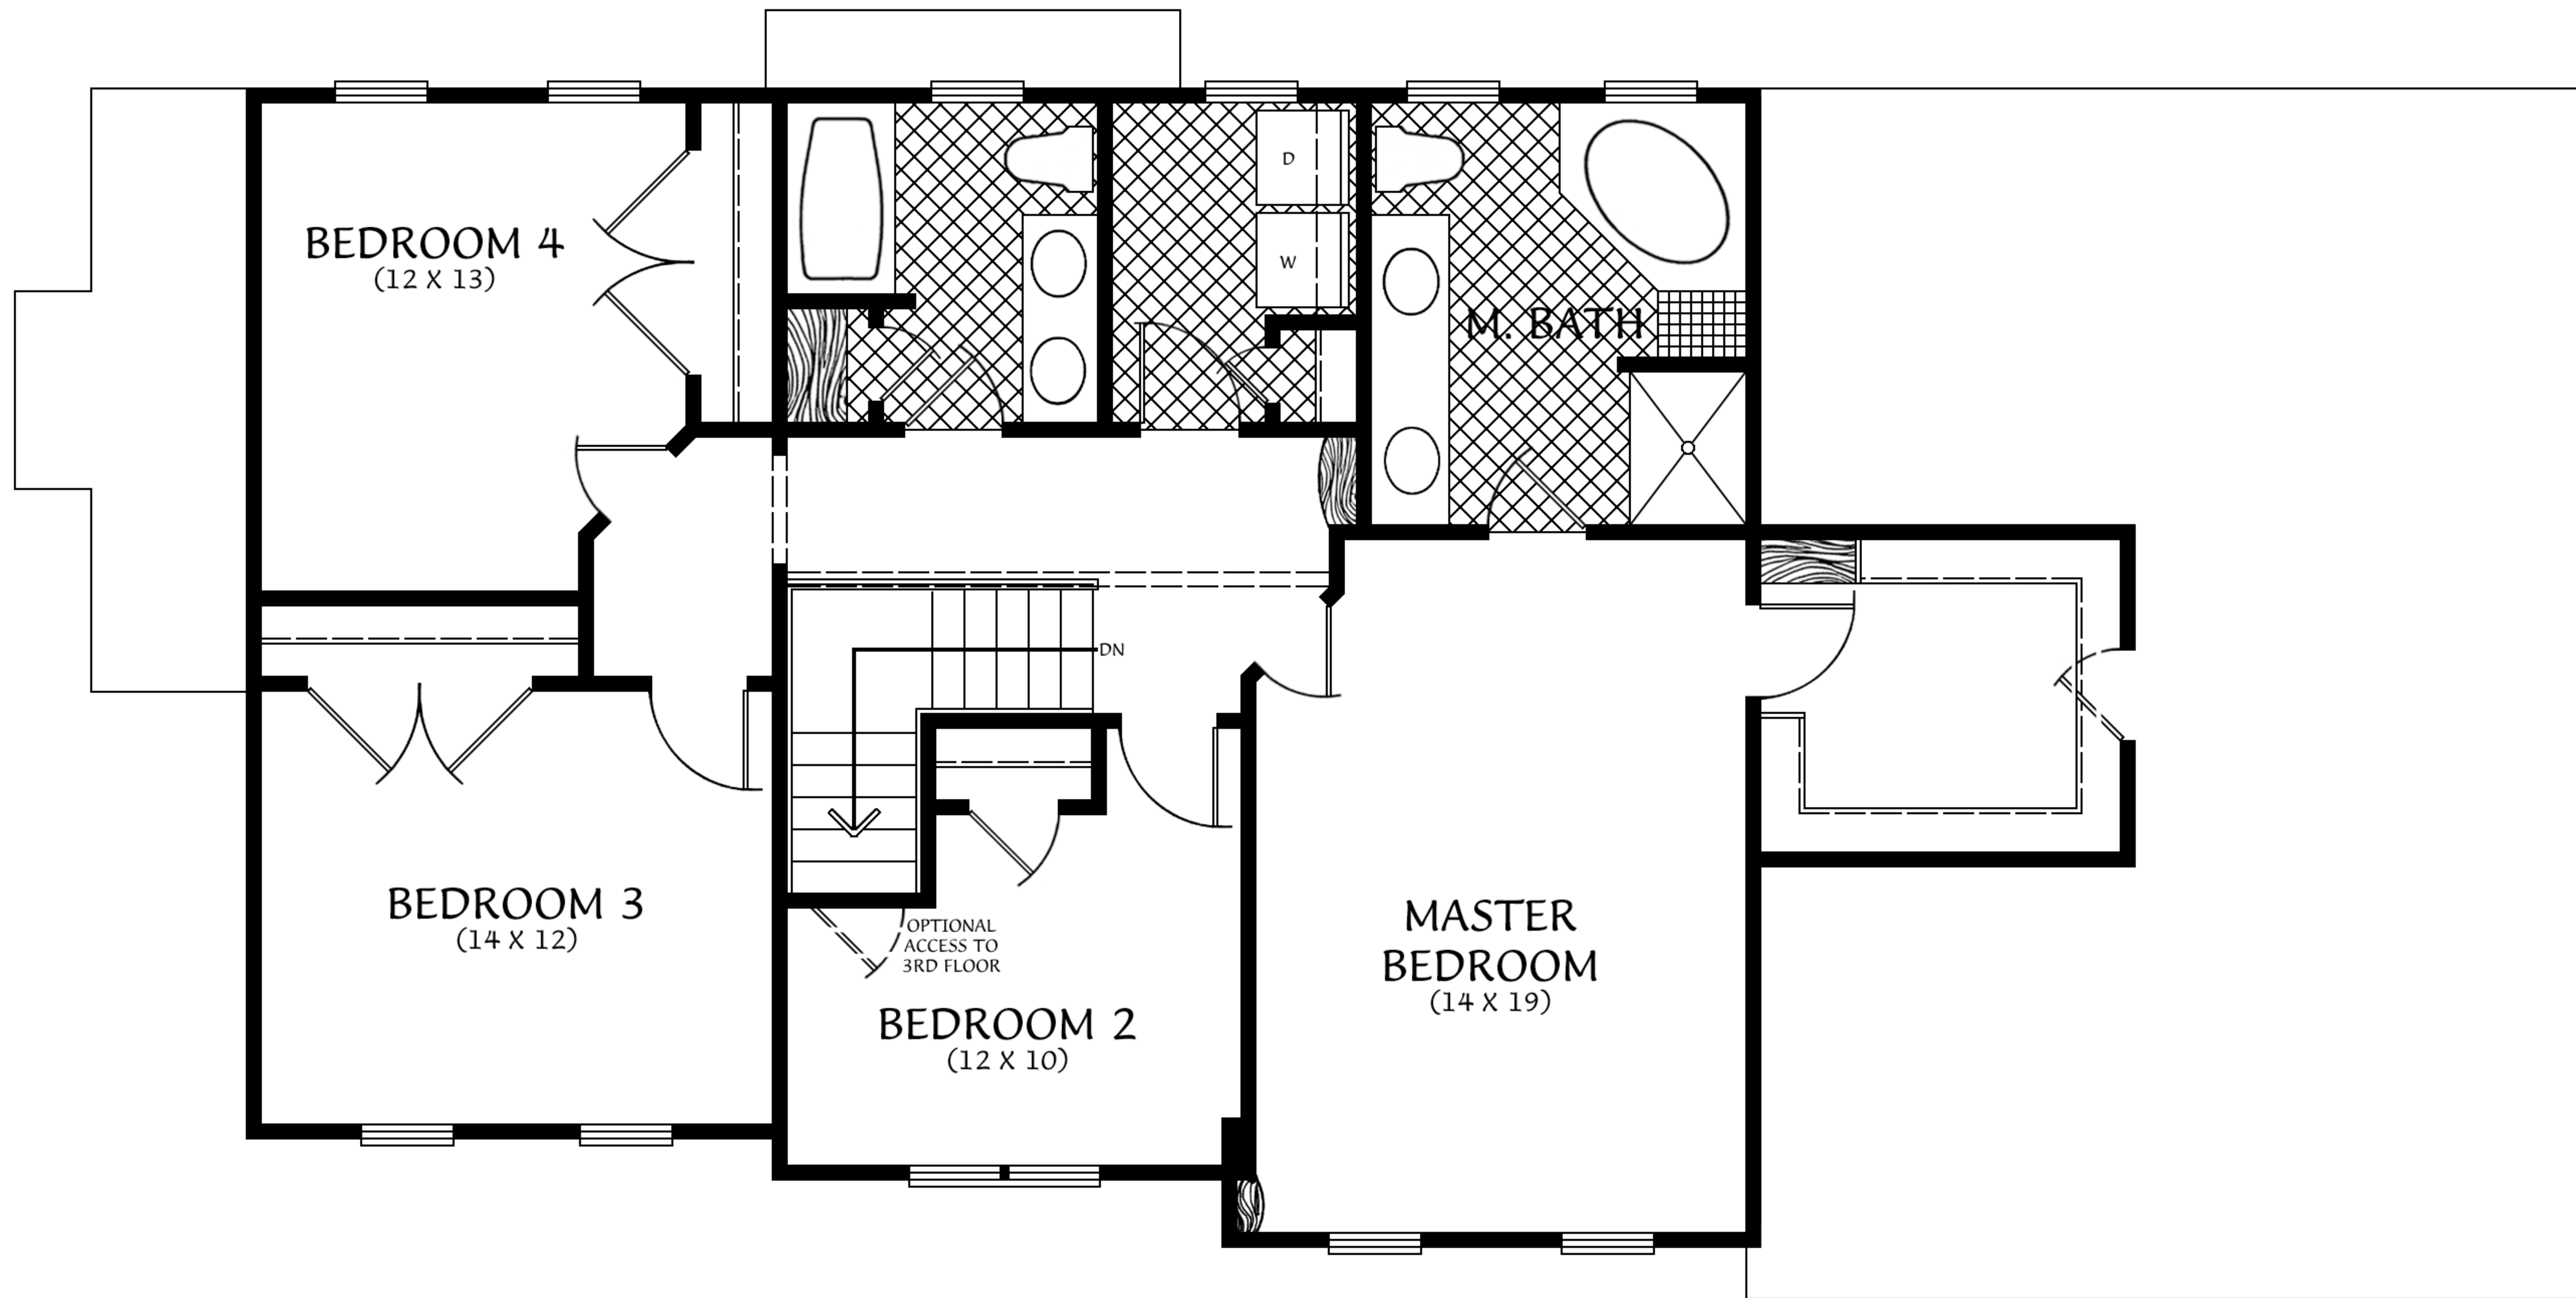 BEDROOM 4
(12 X 13)
D
W
M. BATH
DN
BEDROOM 3
(14 X 12)
OPTIONAL
ACCESS TO
3RD FLOOR
BEDROOM 2
(12 X 10)
MASTER
BEDROOM
(14 X 19)